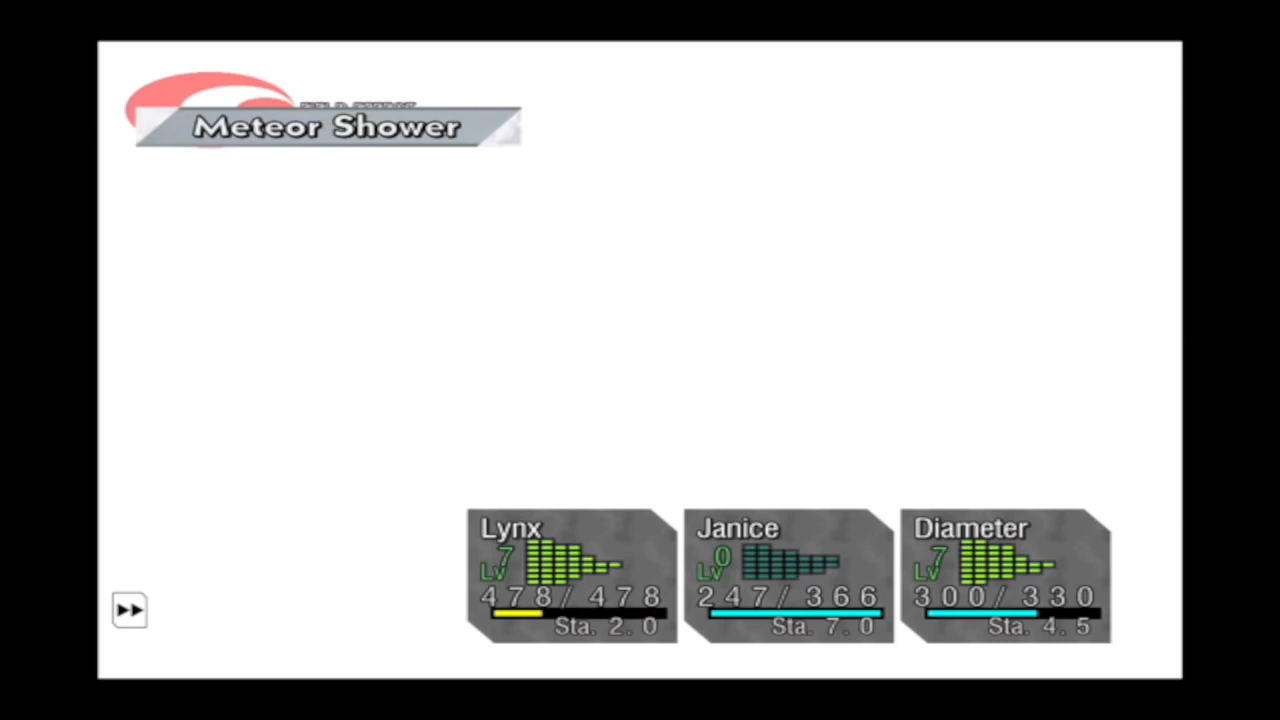 Meteor Shower
Lynx
7
Lv
478/478
Sta. 2.0
Janice
0
Lv
247/366
Sta. 7.0
Diameter
7
Lv
300/330
Sta. 4.5